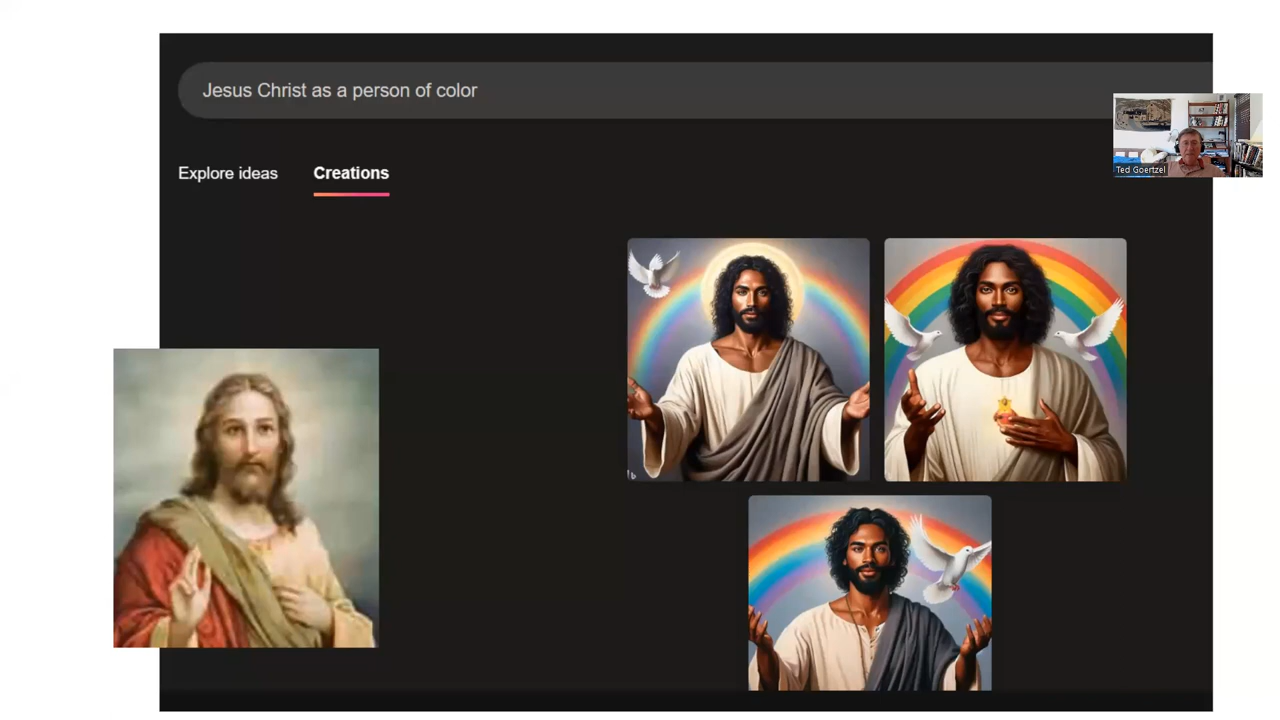 Jesus Christ as a person of color
Explore ideas
Creations
Ted Goertzel
b